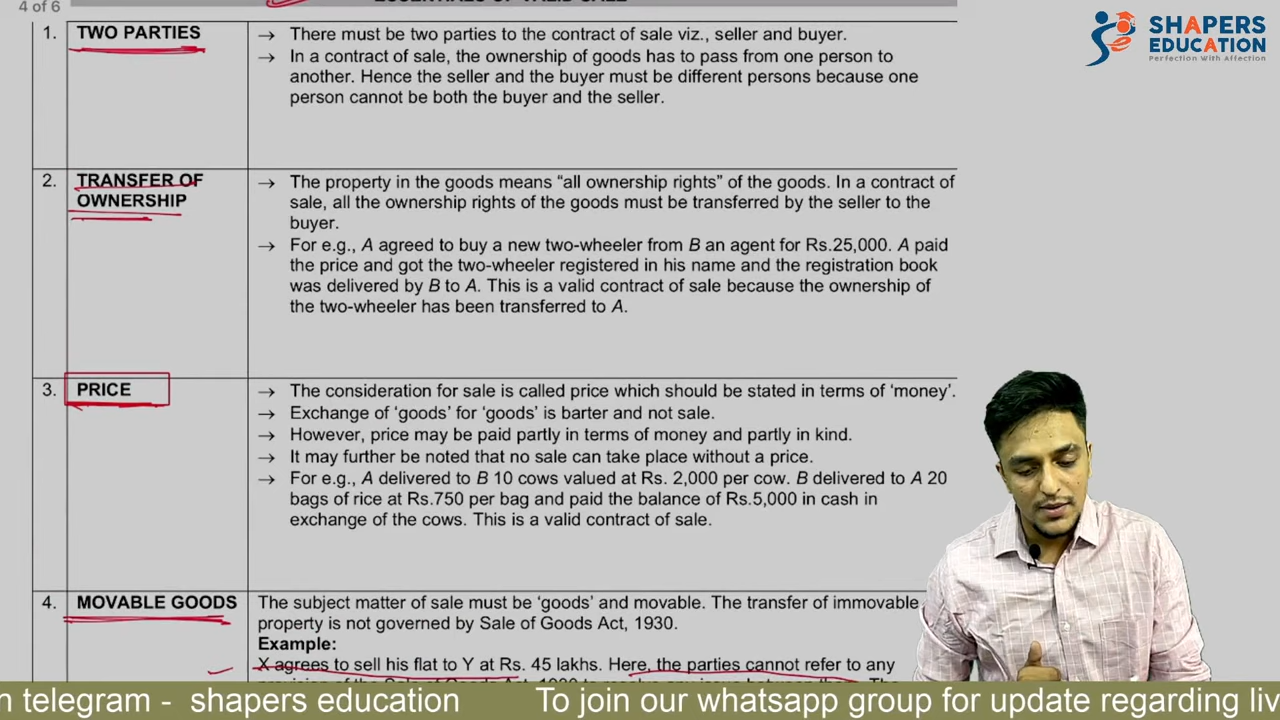 4 of 6
ESSENTIALS OF VALID SALE
SHAPERS
EDUCATION
Perfection With Affection
1. TWO PARTIES
→ There must be two parties to the contract of sale viz., seller and buyer.
→ In a contract of sale, the ownership of goods has to pass from one person to
another. Hence the seller and the buyer must be different persons because one
person cannot be both the buyer and the seller.
2. TRANSFER OF
OWNERSHIP
→ The property in the goods means “all ownership rights” of the goods. In a contract of
sale, all the ownership rights of the goods must be transferred by the seller to the
buyer.
→ For e.g., A agreed to buy a new two-wheeler from B an agent for Rs.25,000. A paid
the price and got the two-wheeler registered in his name and the registration book
was delivered by B to A. This is a valid contract of sale because the ownership of
the two-wheeler has been transferred to A.
3. PRICE
→ The consideration for sale is called price which should be stated in terms of ‘money’.
→ Exchange of ‘goods’ for ‘goods’ is barter and not sale.
→ However, price may be paid partly in terms of money and partly in kind.
→ It may further be noted that no sale can take place without a price.
→ For e.g., A delivered to B 10 cows valued at Rs. 2,000 per cow. B delivered to A 20
bags of rice at Rs.750 per bag and paid the balance of Rs.5,000 in cash in
exchange of the cows. This is a valid contract of sale.
4. MOVABLE GOODS
The subject matter of sale must be ‘goods’ and movable. The transfer of immovable
property is not governed by Sale of Goods Act, 1930.
Example:
X agrees to sell his flat to Y at Rs. 45 lakhs. Here, the parties cannot refer to any
n telegram - shapers education To join our whatsapp group for update regarding liv